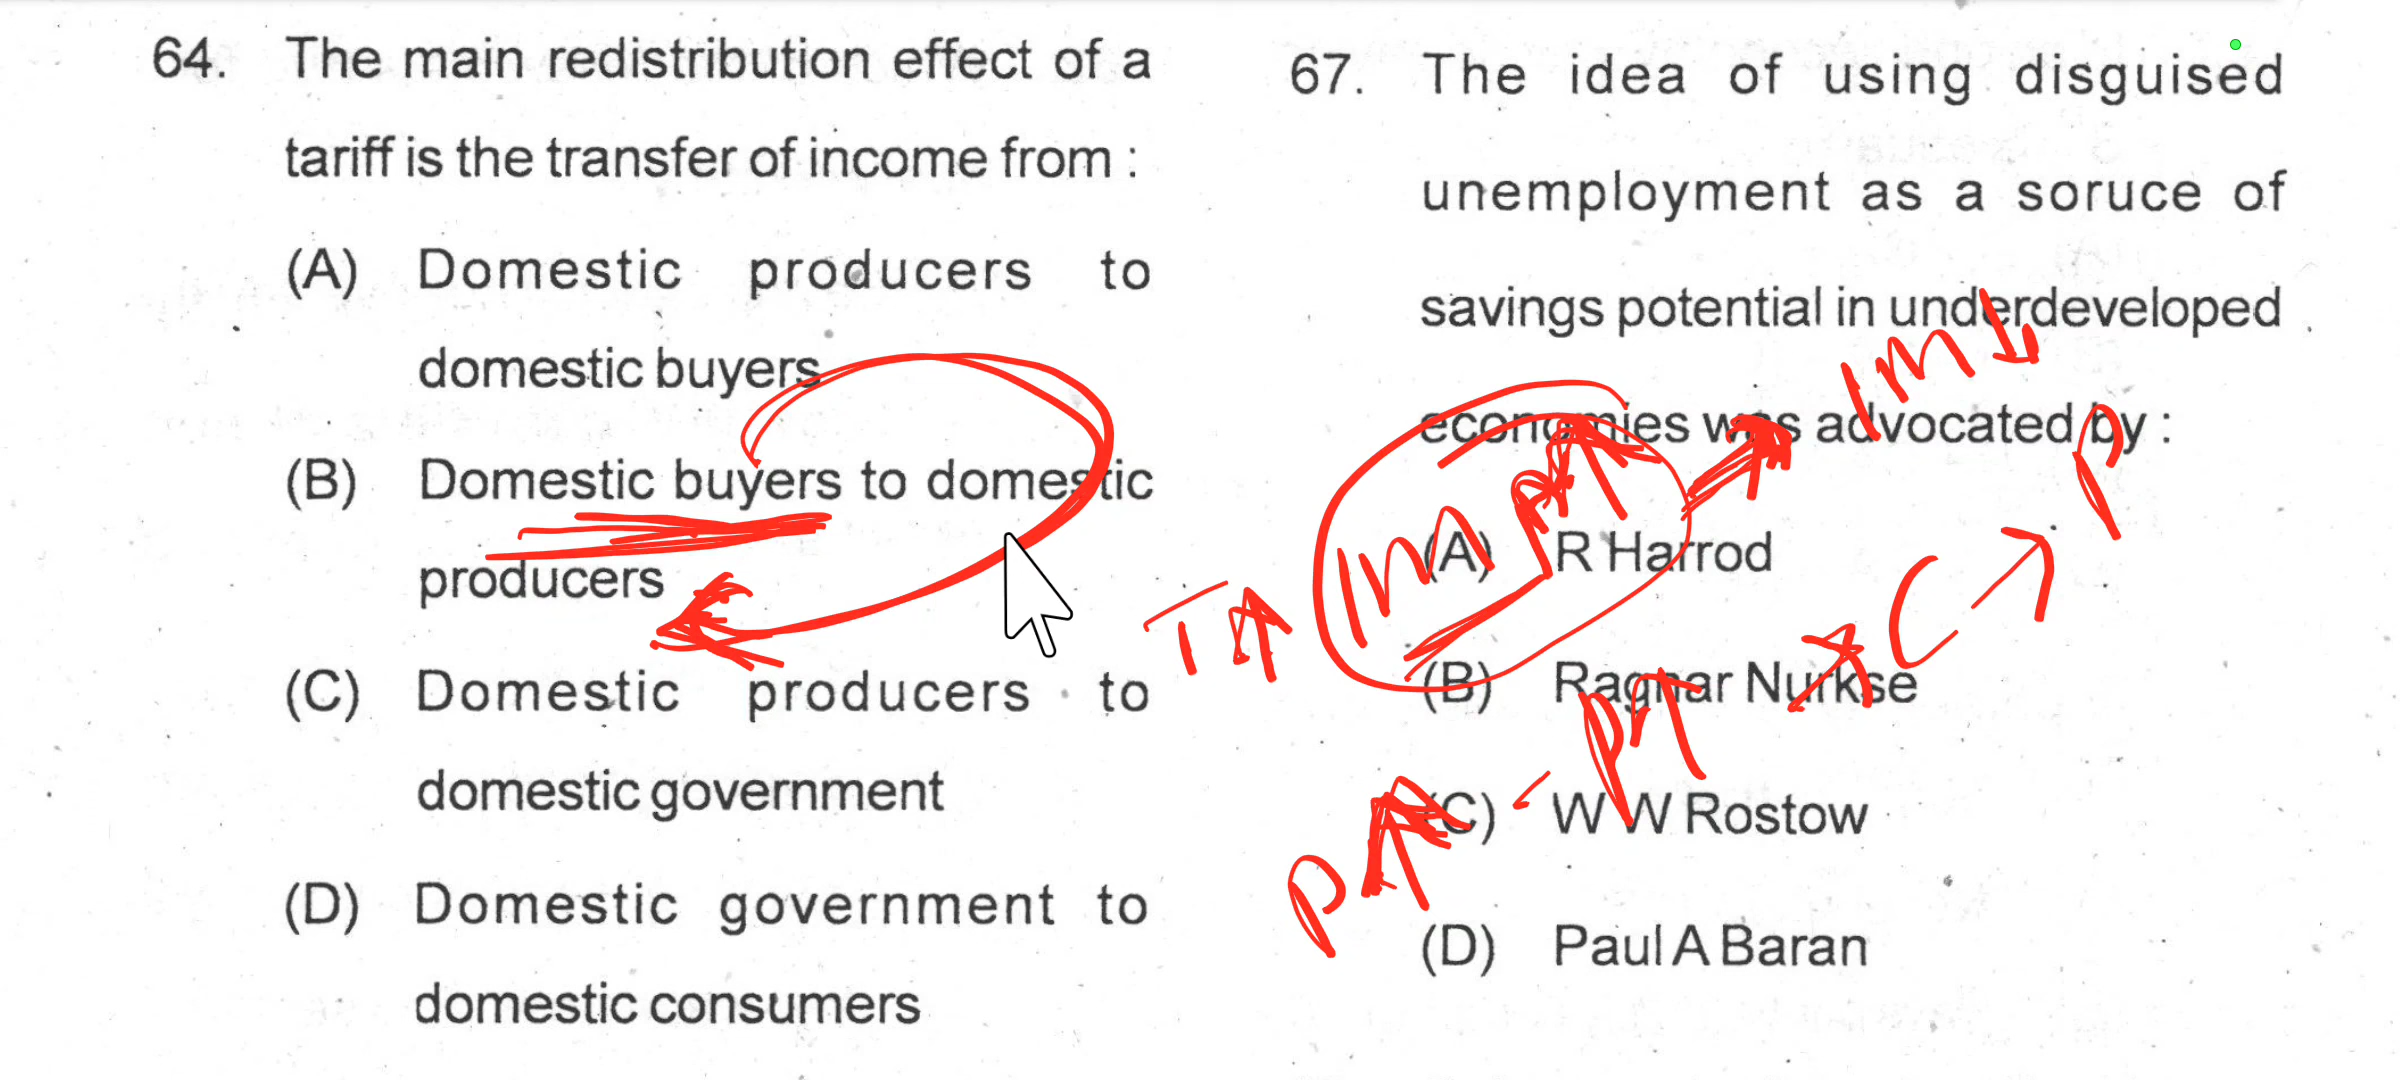 64. The main redistribution effect of a
tariff is the transfer of income from :
(A) Domestic producers to
domestic buyers
(B) Domestic buyers to domestic
producers
(C) Domestic producers to
domestic government
(D) Domestic government to
domestic consumers
67. The idea of using disguised
unemployment as a soruce of
savings potential in underdeveloped
economies was advocated by :
(A) R Harrod
(B) Ragnar Nurkse
(C) W W Rostow
(D) Paul A Baran
IM
P
C
T
P